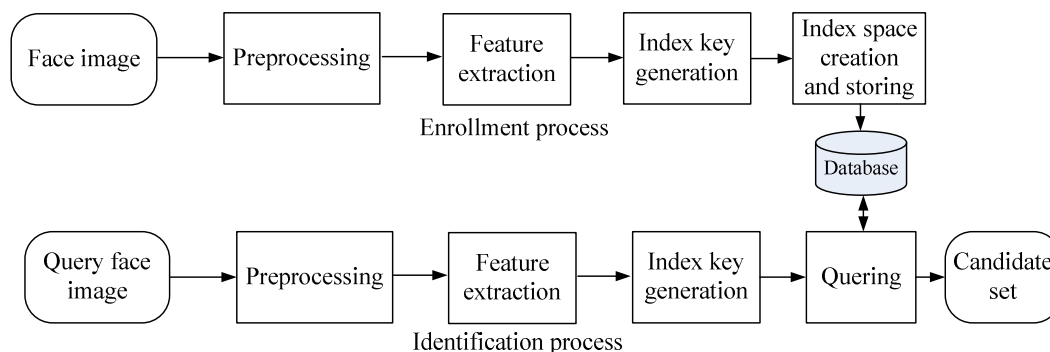 Face image
Preprocessing
Feature
extraction
Index key
generation
Index space
creation
and storing
Enrollment process
Database
Query face
image
Preprocessing
Feature
extraction
Index key
generation
Quering
Candidate
set
Identification process